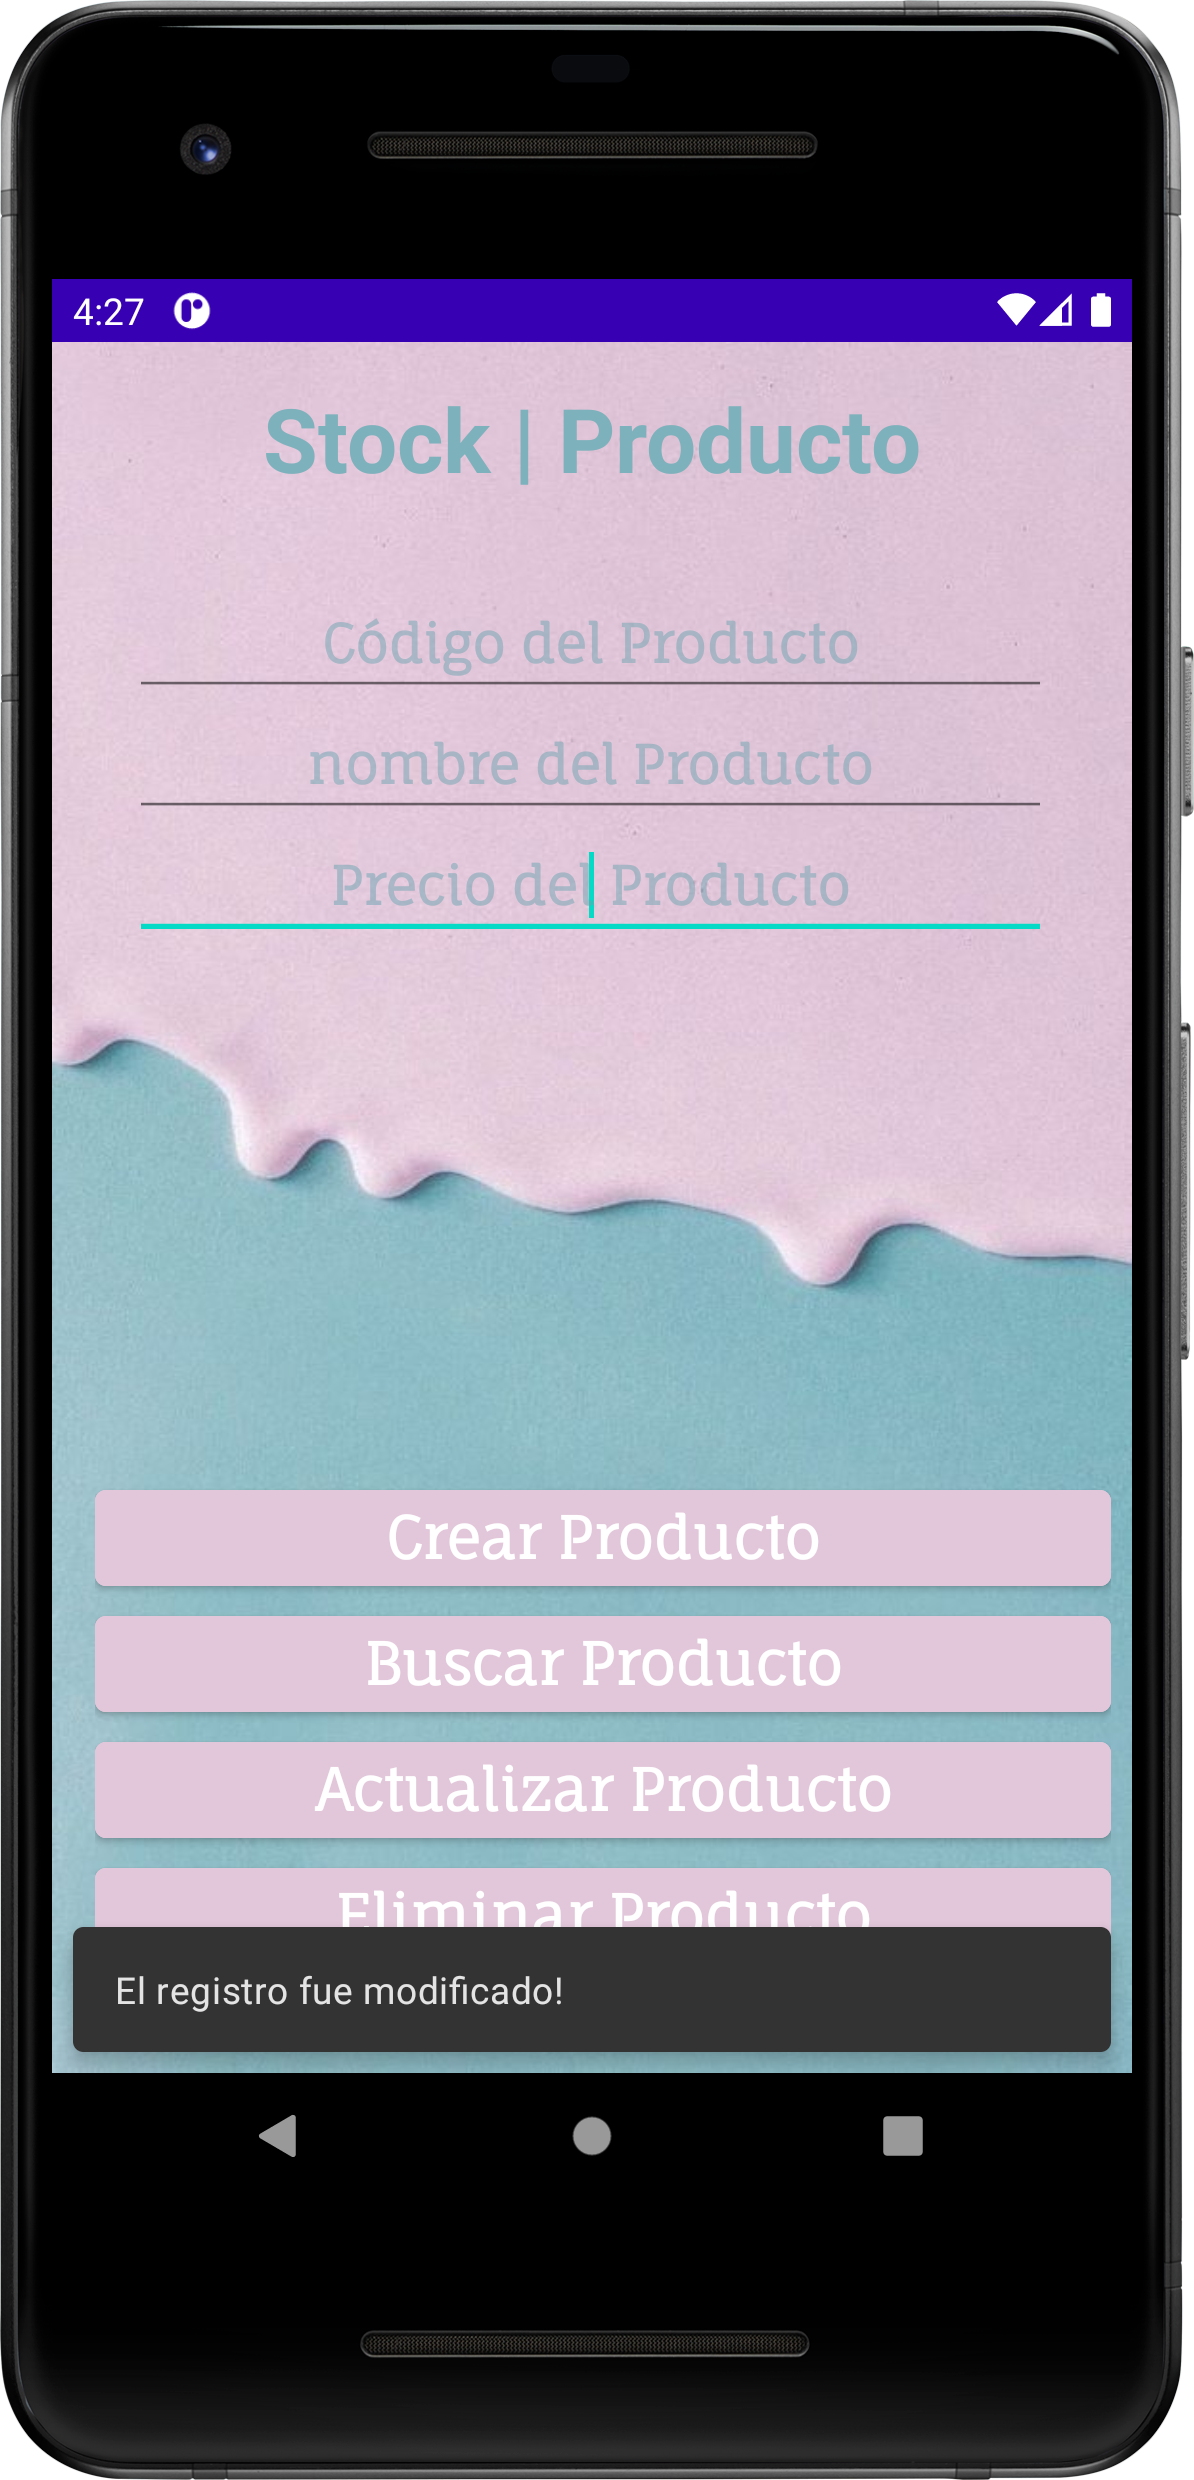 4:27
Stock | Producto
Código del Producto
nombre del Producto
Precio del Producto
Crear Producto
Buscar Producto
Actualizar Producto
Eliminar Producto
El registro fue modificado!